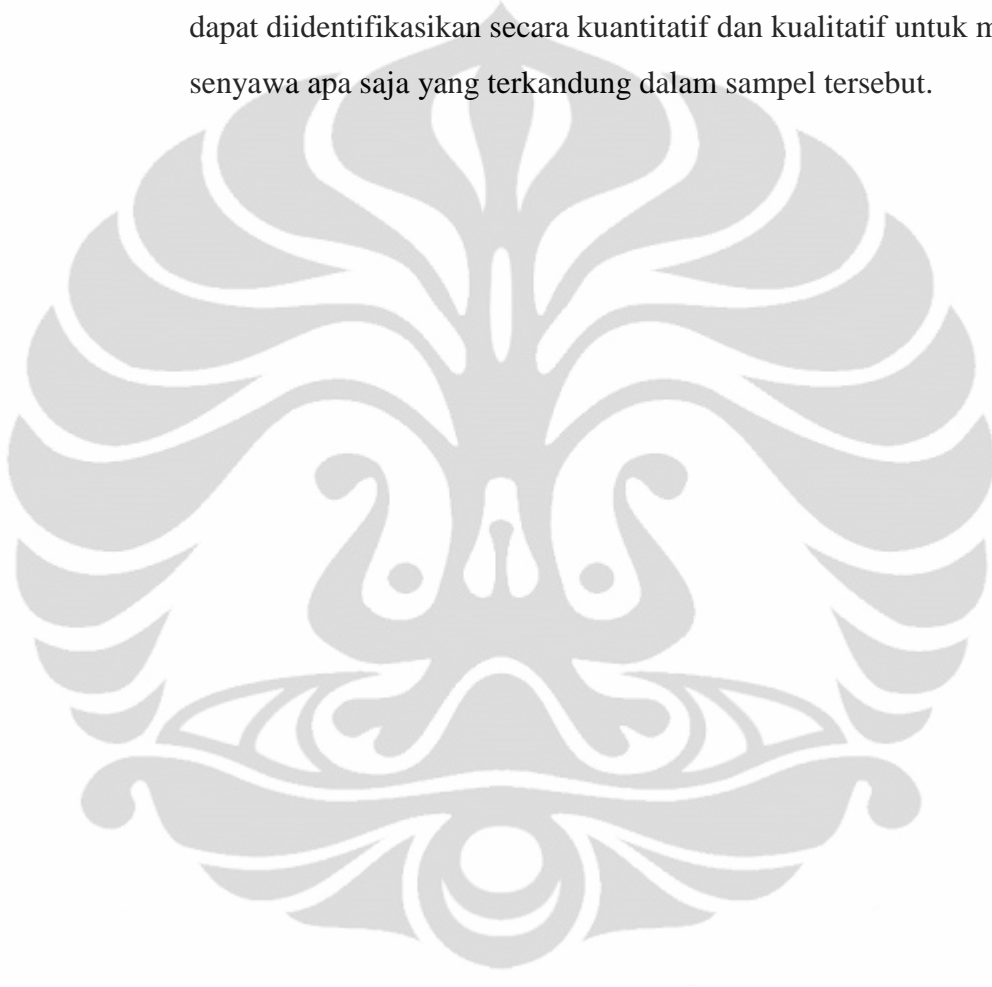 dapat diidentifikasikan secara kuantitatif dan kualitatif untuk
senyawa apa saja yang terkandung dalam sampel tersebut.